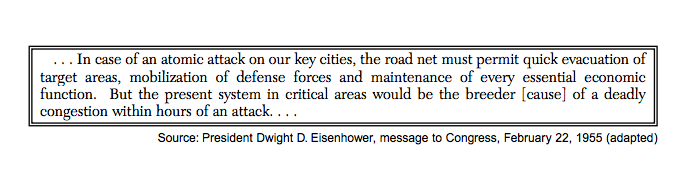 . . . In case of an atomic attack on our key cities, the road net must permit quick evacuation of
target areas, mobilization of defense forces and maintenance of every essential economic
function. But the present system in critical areas would be the breeder [cause] of a deadly
congestion within hours of an attack. . . .
Source: President Dwight D. Eisenhower, message to Congress, February 22, 1955 (adapted)